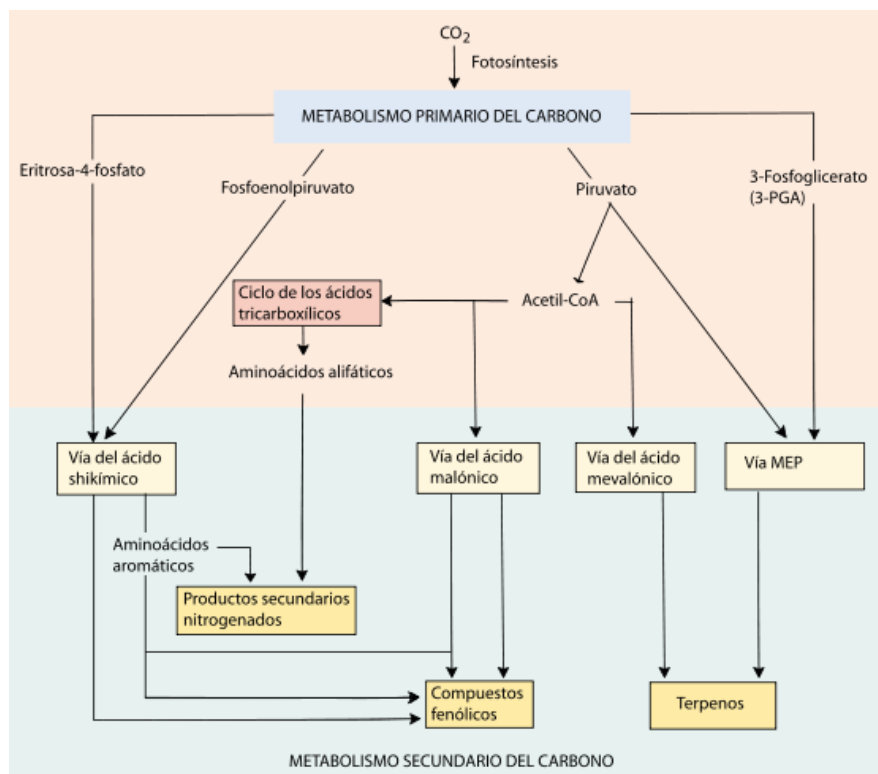 CO2
Fotosíntesis
METABOLISMO PRIMARIO DEL CARBONO
Eritrosa-4-fosfato
Fosfoenolpiruvato
Piruvato
3-Fosfoglicerato
(3-PGA)
Ciclo de los ácidos
tricarboxílicos
Acetil-CoA
Aminoácidos alifáticos
Vía del ácido
shikímico
Vía del ácido
malónico
Vía del ácido
mevalónico
Vía MEP
Aminoácidos
aromáticos
Productos secundarios
nitrogenados
Compuestos
fenólicos
Terpenos
METABOLISMO SECUNDARIO DEL CARBONO